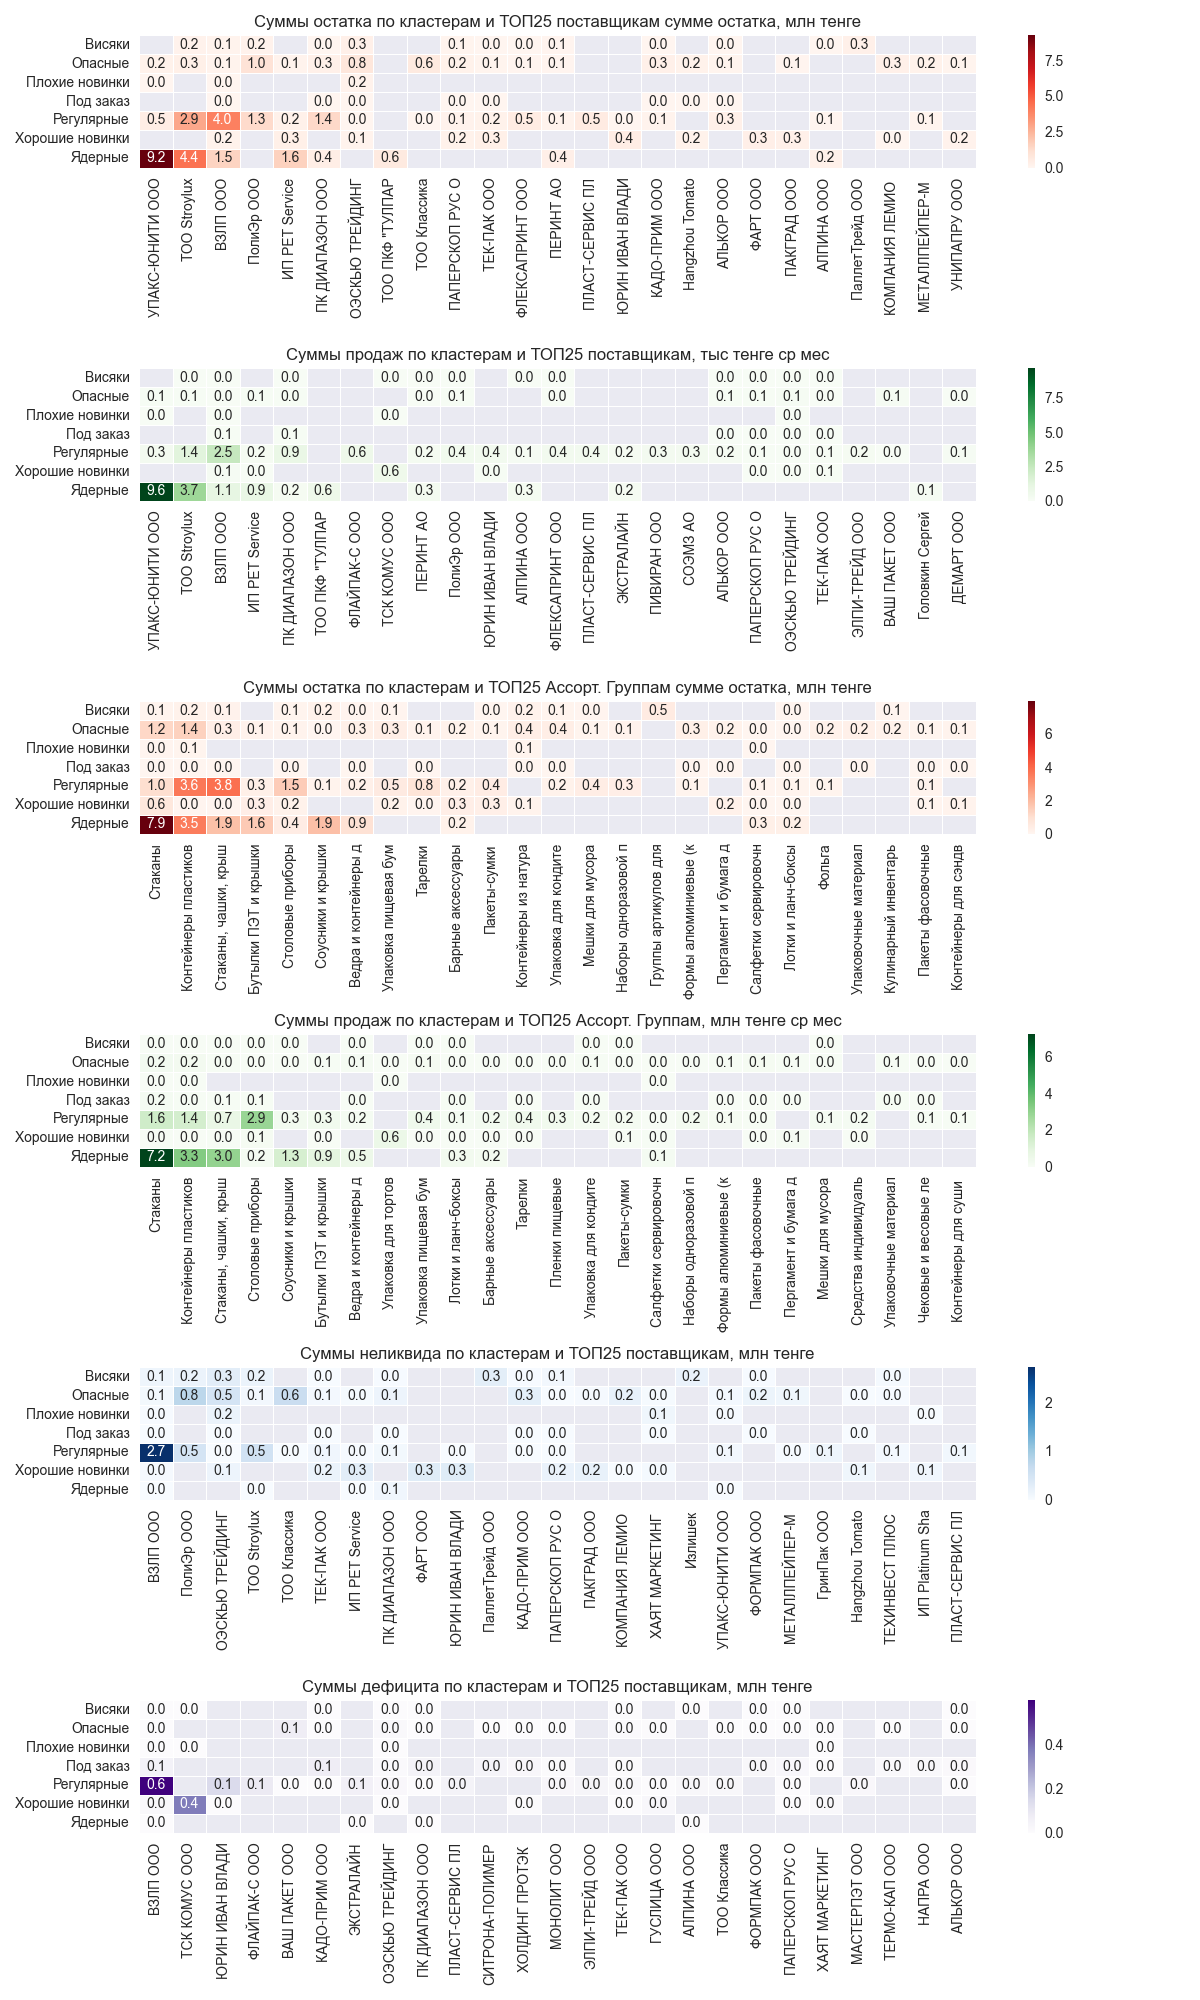 Суммы остатка по кластерам и ТОП25 поставщикам сумме остатка, млн тенге
Висяки 0.2 0.1 0.2 0.0 0.3 0.1 0.0 0.0 0.1 0.0 0.0 0.0 0.3
Опасные 0.2 0.3 0.1 1.0 0.1 0.3 0.8 0.6 0.2 0.1 0.1 0.1 0.3 0.2 0.1 0.1 0.3 0.2 0.1
Плохие новинки 0.0 0.0 0.2
Под заказ 0.0 0.0 0.0 0.0 0.0 0.0 0.0 0.0
Регулярные 0.5 2.9 4.0 1.3 0.2 1.4 0.0 0.0 0.1 0.2 0.5 0.1 0.5 0.0 0.1 0.3 0.1 0.1
Хорошие новинки 0.2 0.3 0.1 0.2 0.3 0.4 0.2 0.3 0.3 0.0 0.2
Ядерные 9.2 4.4 1.5 1.6 0.4 0.6 0.4 0.2
7.5
5.0
2.5
0.0
УПАКС-ЮНИТИ ООО
ТОО Stroylux
ВЗЛП ООО
ПолиЭр ООО
ИП РЕТ Service
ПК ДИАПАЗОН ООО
ОЭСКЬЮ ТРЕЙДИНГ
ТОО ПКФ "ТУЛПАР
ТОО Классика
ПАПЕРСКОП РУС О
ТЕК-ПАК ООО
ФЛЕКСАПРИНТ ООО
ПЕРИНТ АО
ПЛАСТ-СЕРВИС ПЛ
ЮРИН ИВАН ВЛАДИ
КАДО-ПРИМ ООО
Hangzhou Tomato
АЛЬКОР ООО
ФАРТ ООО
ПАКГРАД ООО
АЛПИНА ООО
ПаллетТрейд ООО
КОМПАНИЯ ЛЕМИО
МЕТАЛЛПЕЙПЕР-М
УНИПАПРУ ООО
Суммы продаж по кластерам и ТОП25 поставщикам, тыс тенге ср мес
Висяки 0.0 0.0 0.0 0.0 0.0 0.0 0.0 0.0 0.0 0.0 0.0 0.0
Опасные 0.1 0.1 0.0 0.1 0.0 0.0 0.1 0.0 0.1 0.1 0.1 0.0 0.1 0.0
Плохие новинки 0.0 0.0 0.0 0.0
Под заказ 0.1 0.1 0.0 0.0 0.0 0.0
Регулярные 0.3 1.4 2.5 0.2 0.9 0.6 0.2 0.4 0.4 0.1 0.4 0.4 0.2 0.3 0.3 0.2 0.1 0.0 0.1 0.2 0.0 0.1
Хорошие новинки 0.1 0.0 0.6 0.0 0.0 0.0 0.1
Ядерные 9.6 3.7 1.1 0.9 0.2 0.6 0.3 0.3 0.2 0.1
7.5
5.0
2.5
0.0
УПАКС-ЮНИТИ ООО
ТОО Stroylux
ВЗЛП ООО
ИП РЕТ Service
ПК ДИАПАЗОН ООО
ТОО ПКФ "ТУЛПАР
ФЛАЙПАК-С ООО
ТСК КОМУС ООО
ПЕРИНТ АО
ПолиЭр ООО
ЮРИН ИВАН ВЛАДИ
АЛПИНА ООО
ФЛЕКСАПРИНТ ООО
ПЛАСТ-СЕРВИС ПЛ
ЭКСТРАЛАЙН
ПИВИРАН ООО
СОЭМЗ АО
АЛЬКОР ООО
ПАПЕРСКОП РУС О
ОЭСКЬЮ ТРЕЙДИНГ
ТЕК-ПАК ООО
ЭЛПИ-ТРЕЙД ООО
ВАШ ПАКЕТ ООО
Головкин Сергей
ДЕМАРТ ООО
Суммы остатка по кластерам и ТОП25 Ассорт. Группам сумме остатка, млн тенге
Висяки 0.1 0.2 0.1 0.1 0.2 0.0 0.1 0.0 0.2 0.1 0.0 0.5 0.0 0.1
Опасные 1.2 1.4 0.3 0.1 0.1 0.0 0.3 0.3 0.1 0.2 0.1 0.4 0.4 0.1 0.1 0.3 0.2 0.0 0.0 0.2 0.2 0.2 0.1 0.1
Плохие новинки 0.0 0.1 0.1 0.0
Под заказ 0.0 0.0 0.0 0.0 0.0 0.0 0.0 0.0 0.0 0.0 0.0 0.0 0.0 0.0
Регулярные 1.0 3.6 3.8 0.3 1.5 0.1 0.2 0.5 0.8 0.2 0.4 0.2 0.4 0.3 0.1 0.1 0.1 0.1 0.1
Хорошие новинки 0.6 0.0 0.0 0.3 0.2 0.2 0.0 0.3 0.3 0.1 0.2 0.0 0.0 0.1 0.1
Ядерные 7.9 3.5 1.9 1.6 0.4 1.9 0.9 0.2 0.3 0.2
6
4
2
0
Стаканы
Контейнеры пластиков
Стаканы, чашки, крыш
Бутылки ПЭТ и крышки
Столовые приборы
Соусники и крышки
Ведра и контейнеры д
Упаковка пищевая бум
Тарелки
Барные аксессуары
Пакеты-сумки
Контейнеры из натура
Упаковка для кондите
Мешки для мусора
Наборы одноразовой п
Группы артикулов для
Формы алюминиевые (к
Пергамент и бумага д
Салфетки сервировочн
Лотки и ланч-боксы
Фольга
Упаковочные материал
Кулинарный инвентарь
Пакеты фасовочные
Контейнеры для сэндв
Суммы продаж по кластерам и ТОП25 Ассорт. Группам, млн тенге ср мес
Висяки 0.0 0.0 0.0 0.0 0.0 0.0 0.0 0.0 0.0 0.0 0.0
Опасные 0.2 0.2 0.0 0.0 0.0 0.1 0.1 0.0 0.1 0.0 0.0 0.0 0.0 0.1 0.0 0.0 0.0 0.1 0.1 0.1 0.0 0.1 0.0 0.0
Плохие новинки 0.0 0.0 0.0 0.0
Под заказ 0.2 0.0 0.1 0.1 0.0 0.0 0.0 0.0 0.0 0.0 0.0 0.0 0.0
Регулярные 1.6 1.4 0.7 2.9 0.3 0.3 0.2 0.4 0.1 0.2 0.4 0.3 0.2 0.2 0.0 0.2 0.1 0.0 0.1 0.2 0.1 0.1
Хорошие новинки 0.0 0.0 0.0 0.1 0.0 0.6 0.0 0.0 0.0 0.0 0.1 0.0 0.0 0.1 0.0
Ядерные 7.2 3.3 3.0 0.2 1.3 0.9 0.5 0.3 0.2 0.1
6
4
2
0
Стаканы
Контейнеры пластиков
Стаканы, чашки, крыш
Столовые приборы
Соусники и крышки
Бутылки ПЭТ и крышки
Ведра и контейнеры д
Упаковка для тортов
Упаковка пищевая бум
Лотки и ланч-боксы
Барные аксессуары
Тарелки
Пленки пищевые
Упаковка для кондите
Пакеты-сумки
Салфетки сервировочн
Наборы одноразовой п
Формы алюминиевые (к
Пакеты фасовочные
Пергамент и бумага д
Мешки для мусора
Средства индивидуаль
Упаковочные материал
Чековые и весовые ле
Контейнеры для суши
Суммы неликвида по кластерам и ТОП25 поставщикам, млн тенге
Висяки 0.1 0.2 0.3 0.2 0.0 0.0 0.3 0.0 0.1 0.2 0.0 0.0
Опасные 0.1 0.8 0.5 0.1 0.6 0.1 0.0 0.1 0.3 0.0 0.0 0.2 0.0 0.1 0.2 0.1 0.0 0.0
Плохие новинки 0.0 0.2 0.1 0.0 0.0
Под заказ 0.0 0.0 0.0 0.0 0.0 0.0 0.0 0.0 0.0
Регулярные 2.7 0.5 0.0 0.5 0.0 0.1 0.0 0.1 0.0 0.0 0.0 0.1 0.0 0.1 0.1 0.1
Хорошие новинки 0.0 0.1 0.2 0.3 0.3 0.3 0.2 0.2 0.0 0.0 0.1 0.1
Ядерные 0.0 0.0 0.0 0.1 0.0
2
1
0
ВЗЛП ООО
ПолиЭр ООО
ОЭСКЬЮ ТРЕЙДИНГ
ТОО Stroylux
ТОО Классика
ТЕК-ПАК ООО
ИП РЕТ Service
ПК ДИАПАЗОН ООО
ФАРТ ООО
ЮРИН ИВАН ВЛАДИ
ПаллетТрейд ООО
КАДО-ПРИМ ООО
ПАПЕРСКОП РУС О
ПАКГРАД ООО
КОМПАНИЯ ЛЕМИО
ХАЯТ МАРКЕТИНГ
Излишек
УПАКС-ЮНИТИ ООО
ФОРМПАК ООО
МЕТАЛЛПЕЙПЕР-М
ГринПак ООО
Hangzhou Tomato
ТЕХИНВЕСТ ПЛЮС
ИП Platinum Sha
ПЛАСТ-СЕРВИС ПЛ
Суммы дефицита по кластерам и ТОП25 поставщикам, млн тенге
Висяки 0.0 0.0 0.0 0.0 0.0 0.0 0.0 0.0 0.0 0.0
Опасные 0.0 0.1 0.0 0.0 0.0 0.0 0.0 0.0 0.0 0.0 0.0 0.0 0.0 0.0 0.0 0.0
Плохие новинки 0.0 0.0 0.0 0.0
Под заказ 0.1 0.1 0.0 0.0 0.0 0.0 0.0 0.0 0.0 0.0 0.0 0.0 0.0 0.0
Регулярные 0.6 0.1 0.1 0.0 0.0 0.1 0.0 0.0 0.0 0.0 0.0 0.0 0.0 0.0 0.0 0.0 0.0 0.0
Хорошие новинки 0.0 0.4 0.0 0.0 0.0 0.0 0.0 0.0 0.0
Ядерные 0.0 0.0 0.0 0.0
0.4
0.2
0.0
ВЗЛП ООО
ТСК КОМУС ООО
ЮРИН ИВАН ВЛАДИ
ФЛАЙПАК-С ООО
ВАШ ПАКЕТ ООО
КАДО-ПРИМ ООО
ЭКСТРАЛАЙН
ОЭСКЬЮ ТРЕЙДИНГ
ПК ДИАПАЗОН ООО
ПЛАСТ-СЕРВИС ПЛ
СИТРОНА-ПОЛИМЕР
ХОЛДИНГ ПРОТЭК
МОНОЛИТ ООО
ЭЛПИ-ТРЕЙД ООО
ТЕК-ПАК ООО
ГУСЛИЦА ООО
АЛПИНА ООО
ТОО Классика
ФОРМПАК ООО
ПАПЕРСКОП РУС О
ХАЯТ МАРКЕТИНГ
МАСТЕРПЭТ ООО
ТЕРМО-КАП ООО
НАПРА ООО
АЛЬКОР ООО